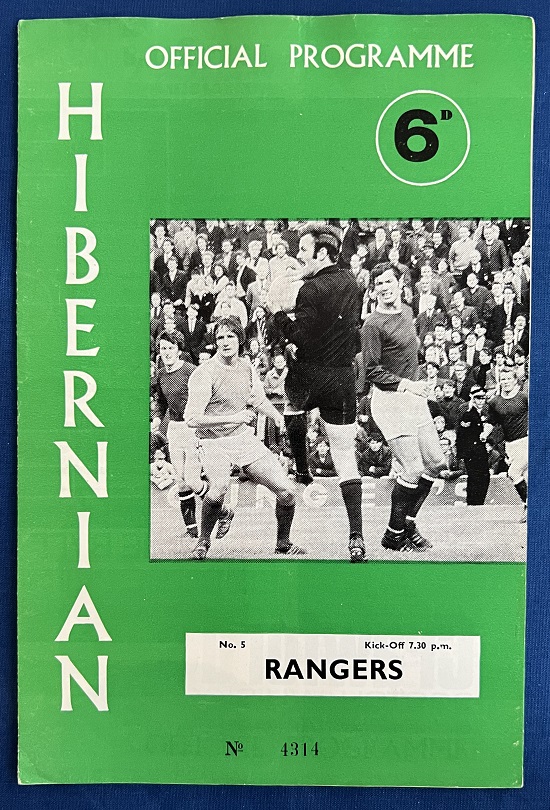 OFFICIAL PROGRAMME
6D
HIBERNIAN
No. 5 Kick-Off 7.30 p.m.
RANGERS
No 4314